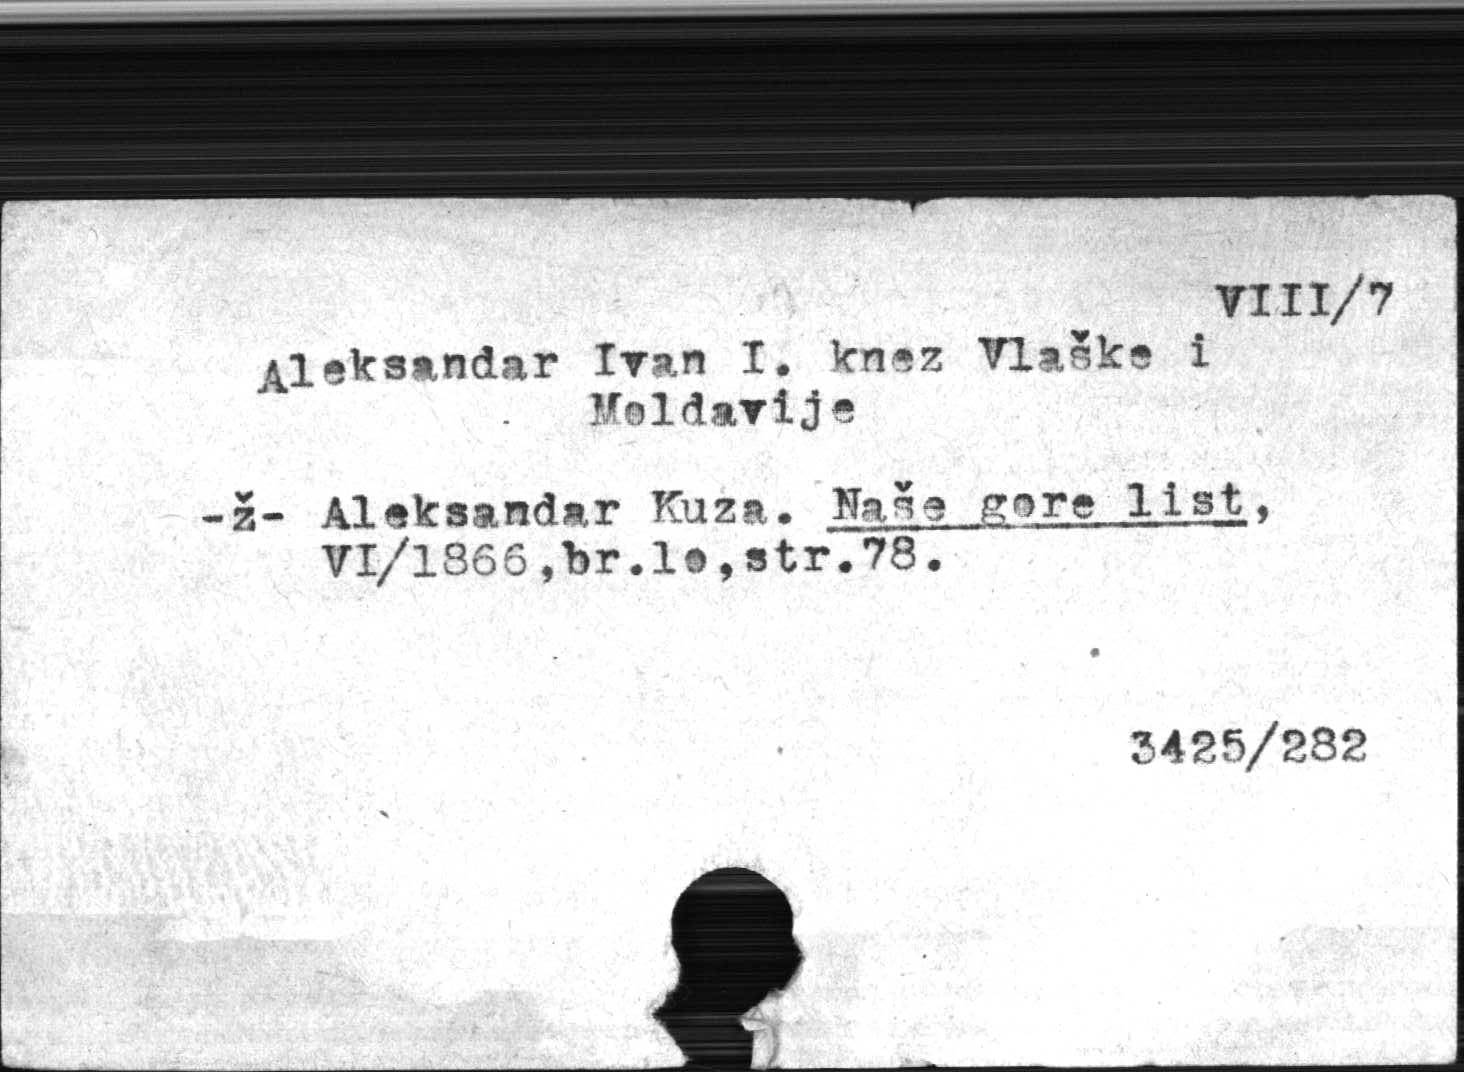 VIII/7
Aleksandar Ivan I. knez Vlaške i
Moldavije
-ž- Aleksandar Kuza. Naše gore list,
VI/1866,br.lo,str.78.
3425/282